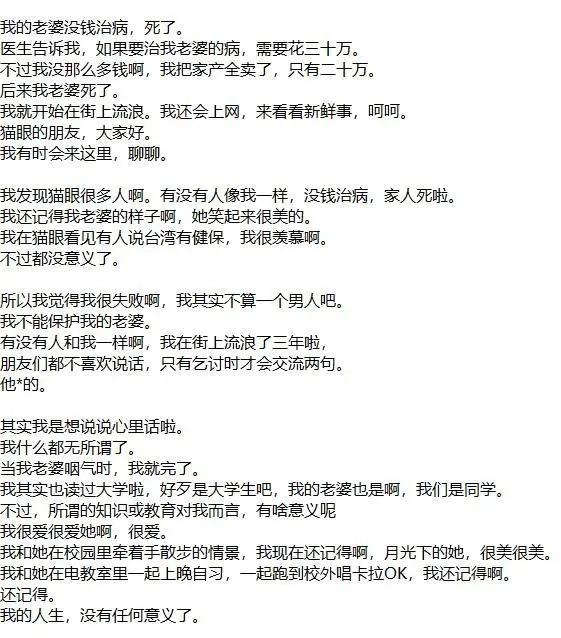 我的老婆没钱治病，死了。
医生告诉我，如果要治我老婆的病，需要花三十万。
不过我没那么多钱啊，我把家产全卖了，只有二十万。
后来我老婆死了。
我就开始在街上流浪。我还会上网，来看看新鲜事，呵呵。
猫眼的朋友，大家好。
我有时会来这里，聊聊。
我发现猫眼很多人啊。有没有人像我一样，没钱治病，家人死啦。
我还记得我老婆的样子啊，她笑起来很美的。
我在猫眼看见有人说台湾有健保，我很羡慕啊。
不过都没意义了。
所以我觉得我很失败啊，我其实不算一个男人吧。
我不能保护我的老婆。
有没有人和我一样啊，我在街上流浪了三年啦，
朋友们都不喜欢说话，只有乞讨时才会交流两句。
他*的。
其实我是想说说心里话啦。
我什么都无所谓了。
当我老婆咽气时，我就完了。
我其实也读过大学啦，好歹是大学生吧，我的老婆也是啊，我们是同学。
不过，所谓的知识或教育对我而言，有啥意义呢
我很爱很爱她啊，很爱。
我和她在校园里牵着手散步的情景，我现在还记得啊，月光下的她，很美很美。
我和她在电教室里一起上晚自习，一起跑到校外唱卡拉OK，我还记得啊。
还记得。
我的人生，没有任何意义了。